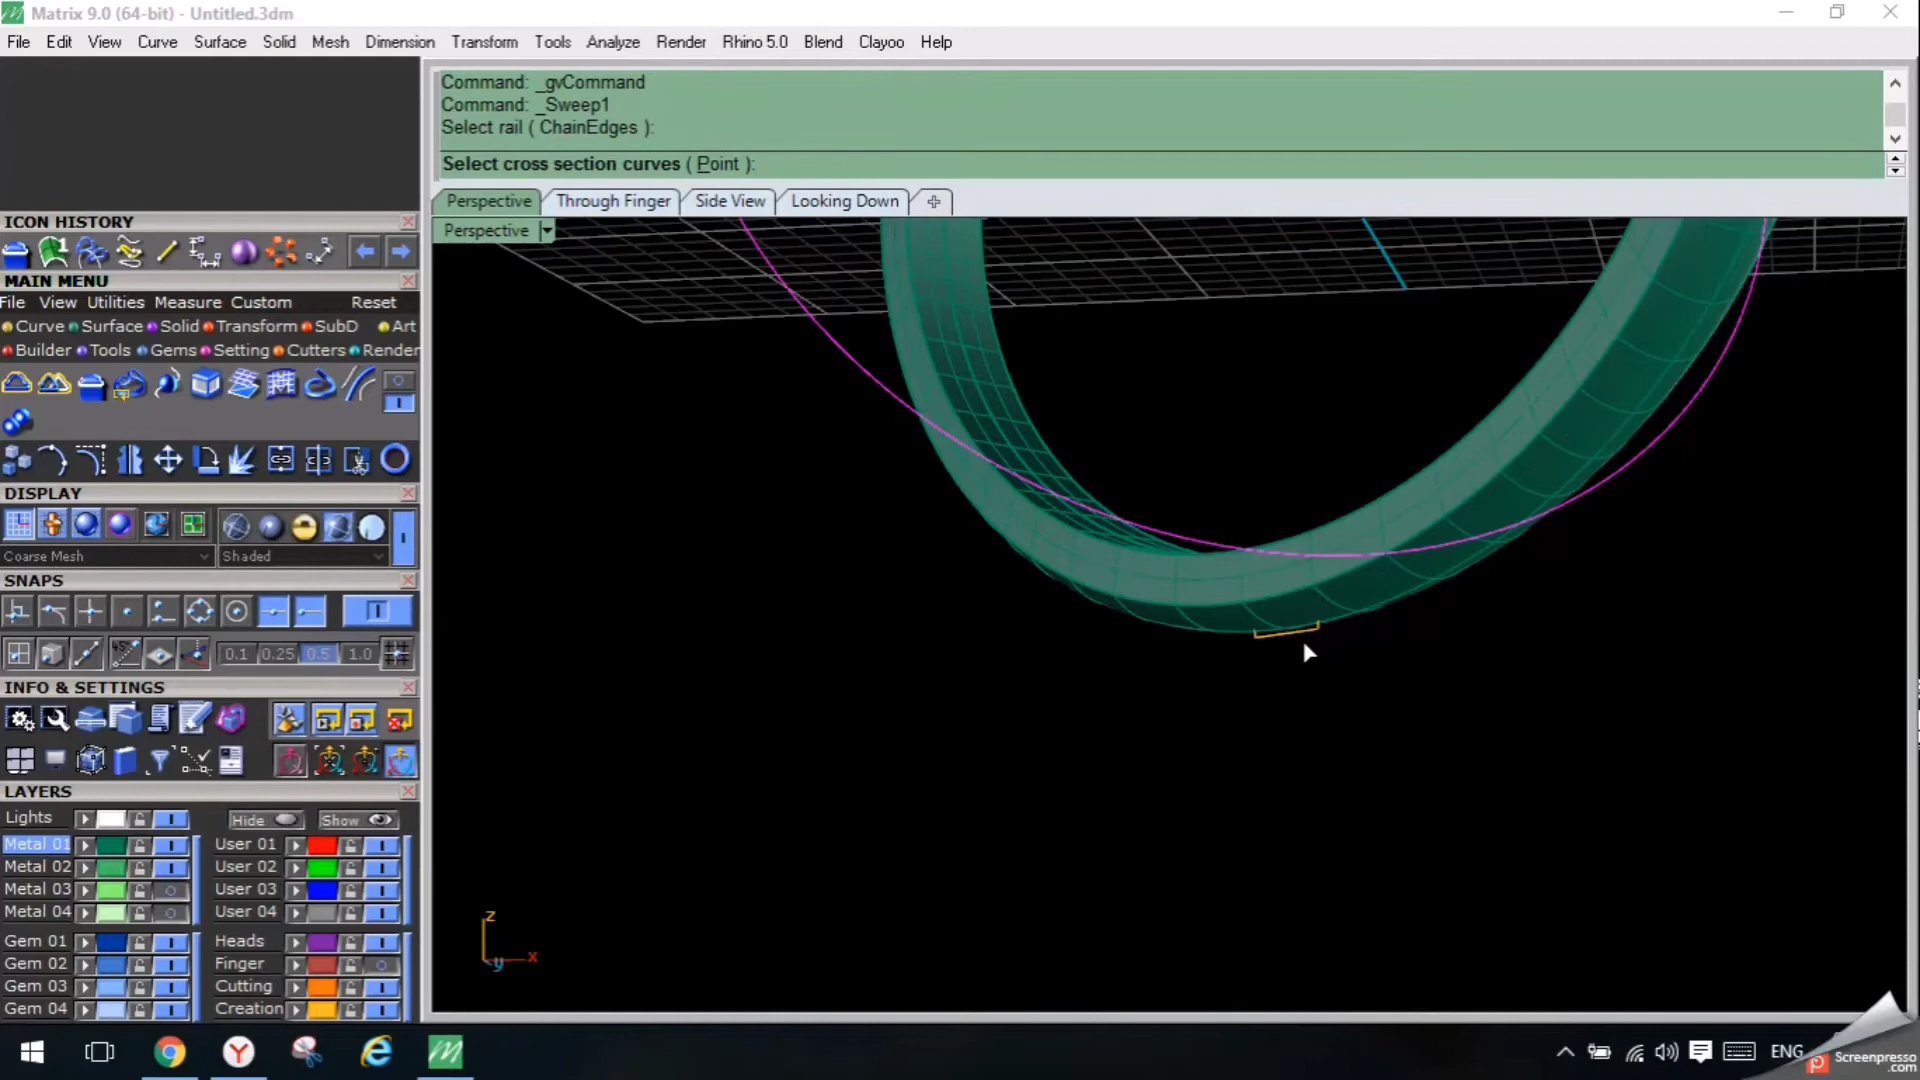 Matrix 9.0 (64-bit) - Untitled.3dm
File Edit View Curve Surface Solid Mesh Dimension Transform Tools Analyze Render Rhino 5.0 Blend Clayoo Help
Command: _gvCommand
Command: _Sweep1
Select rail ( ChainEdges ):
Select cross section curves ( Point ):
Perspective Through Finger Side View Looking Down
Perspective
ICON HISTORY
MAIN MENU
File View Utilities Measure Custom Reset
Curve Surface Solid Transform SubD Art
Builder Tools Gems Setting Cutters Render
DISPLAY
Coarse Mesh Shaded
SNAPS
45°
0.1 0.25 0.5 1.0
INFO & SETTINGS
LAYERS
Lights Hide Show
Metal 01 User 01
Metal 02 User 02
Metal 03 User 03
Metal 04 User 04
Gem 01 Heads
Gem 02 Finger
Gem 03 Cutting
Gem 04 Creation
z
x
y
ENG
Screenpresso
.com